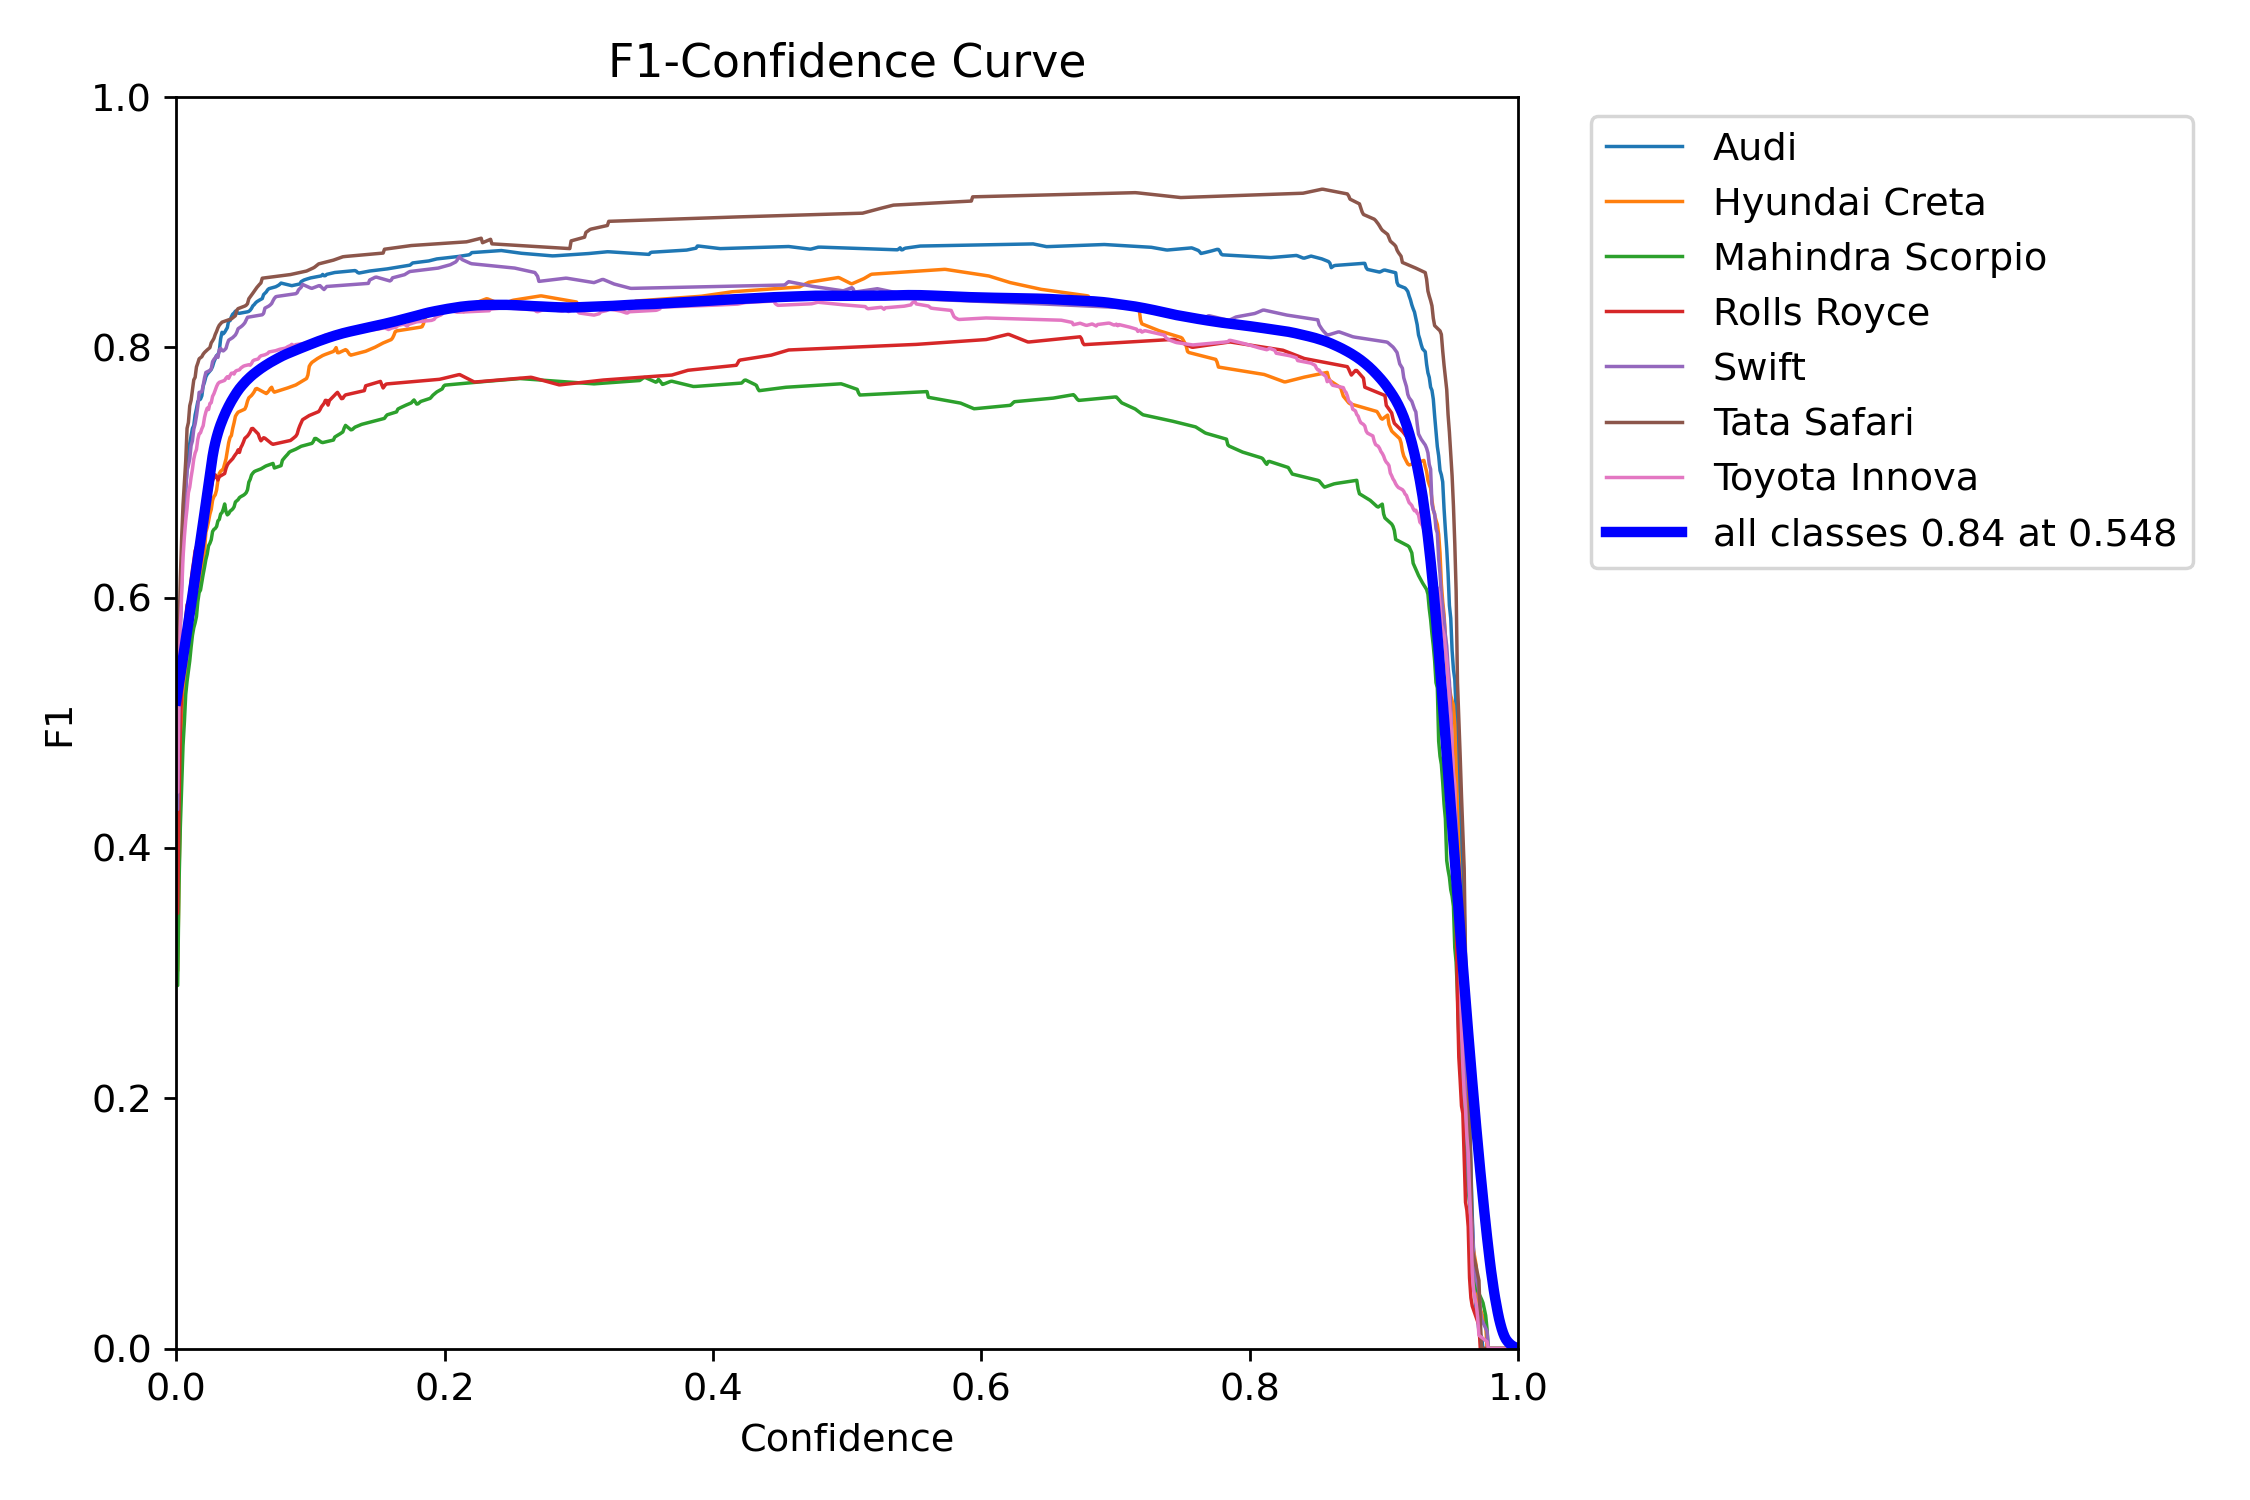 F1-Confidence Curve
1.0
0.8
0.6
0.4
0.2
0.0
F1
0.0 0.2 0.4 0.6 0.8 1.0
Confidence
Audi
Hyundai Creta
Mahindra Scorpio
Rolls Royce
Swift
Tata Safari
Toyota Innova
all classes 0.84 at 0.548